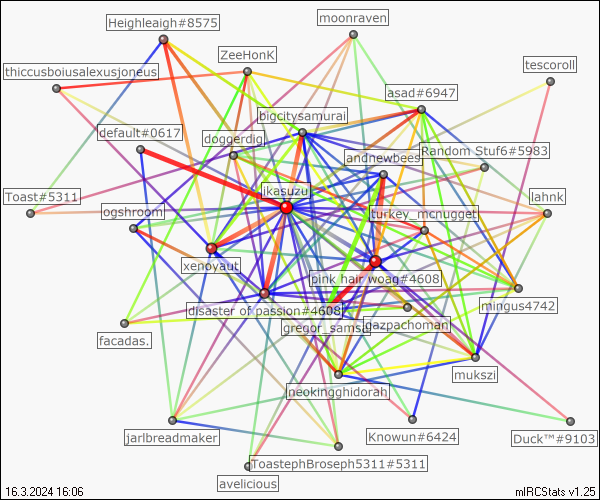 moonraven
Heighleaigh#8575
ZeeHonK
tescoroll
thiccusboiusalexusjoneus
asad#6947
bigcitysamurai
default#0617
doggerdig
Random Stuf6#5983
andnewbees
ikasuzu
Toast#5311
lahnk
ogshroom
turkey_mcnugget
xenoyaut
pink hair woag#4608
mingus4742
disaster of passion#4608
gregor_samsa
gazpachoman
facadas.
mukszi
neokingghidorah
jarlbreadmaker
Knowun#6424
Duck™#9103
ToastephBroseph5311#5311
avelicious
16.3.2024 16:06
mIRCStats v1.25